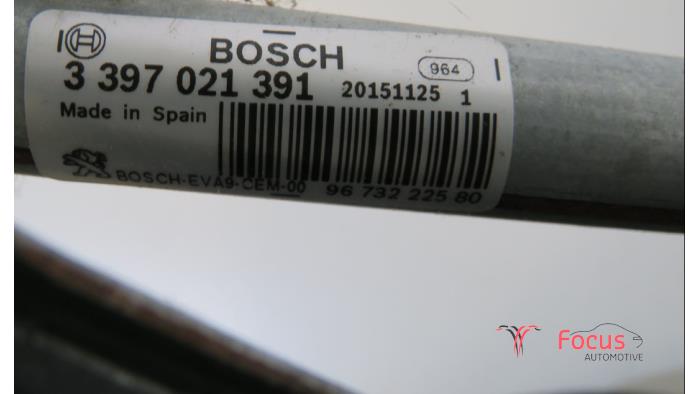 BOSCH
964
3 397 021 391 20151125 1
Made in Spain
BOSCH-EVA9-CEM-00 96 732 225 80
Focus
AUTOMOTIVE